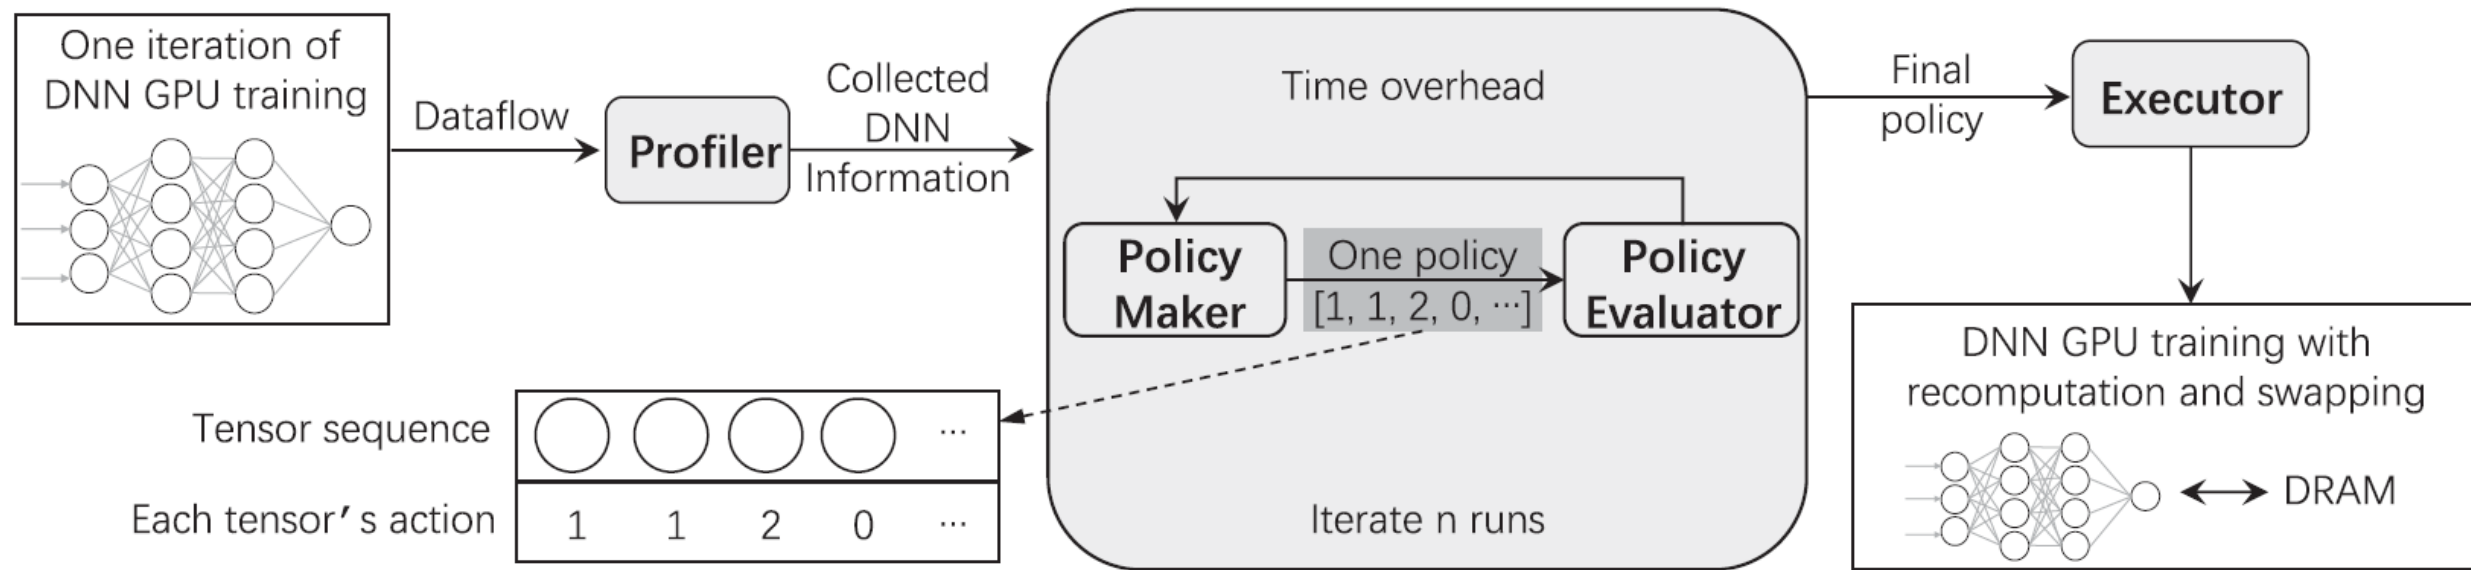 One iteration of
DNN GPU training
Dataflow
Profiler
Collected
DNN
Information
Time overhead
Policy
Maker
One policy
[1, 1, 2, 0, ···]
Policy
Evaluator
Iterate n runs
Final
policy
Executor
DNN GPU training with
recomputation and swapping
DRAM
Tensor sequence ···
Each tensor′s action 1 1 2 0 ···